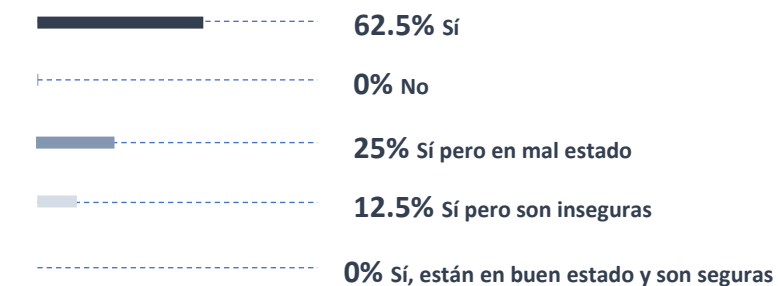 62.5% Sí
0% No
25% Sí pero en mal estado
12.5% Sí pero son inseguras
0% Sí, están en buen estado y son seguras